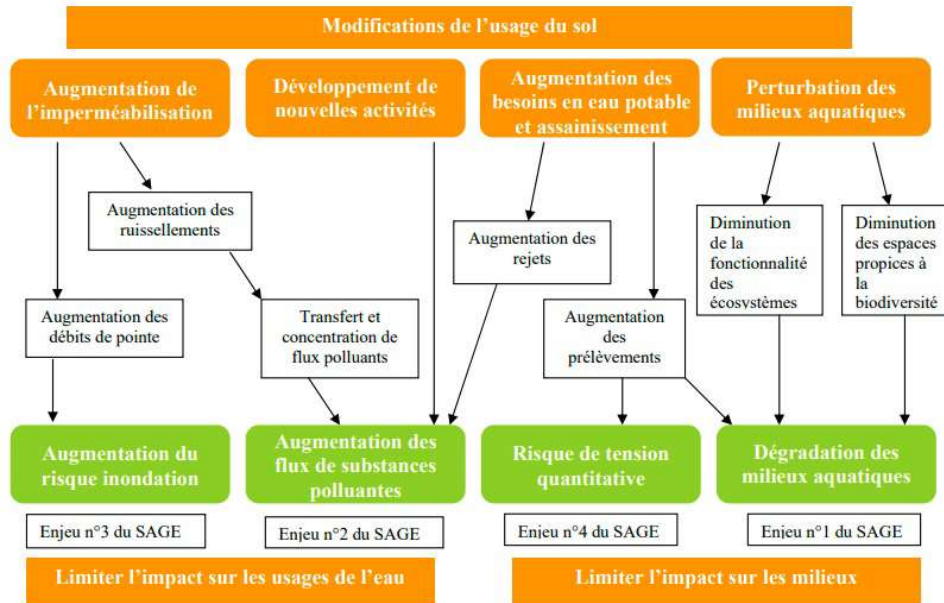 Modifications de l'usage du sol
Augmentation de
l'imperméabilisation
Développement de
nouvelles activités
Augmentation des
besoins en eau potable
et assainissement
Perturbation des
milieux aquatiques
Augmentation des
ruissellements
Augmentation des
rejets
Diminution
de la
fonctionnalité
des
écosystèmes
Diminution
des espaces
propices à
la
biodiversité
Augmentation des
débits de pointe
Transfert et
concentration de
flux polluants
Augmentation
des
prélèvements
Augmentation du
risque inondation
Augmentation des
flux de substances
polluantes
Risque de tension
quantitative
Dégradation des
milieux aquatiques
Enjeu n°3 du SAGE
Enjeu n°2 du SAGE
Enjeu n°4 du SAGE
Enjeu n°1 du SAGE
Limiter l'impact sur les usages de l'eau
Limiter l'impact sur les milieux